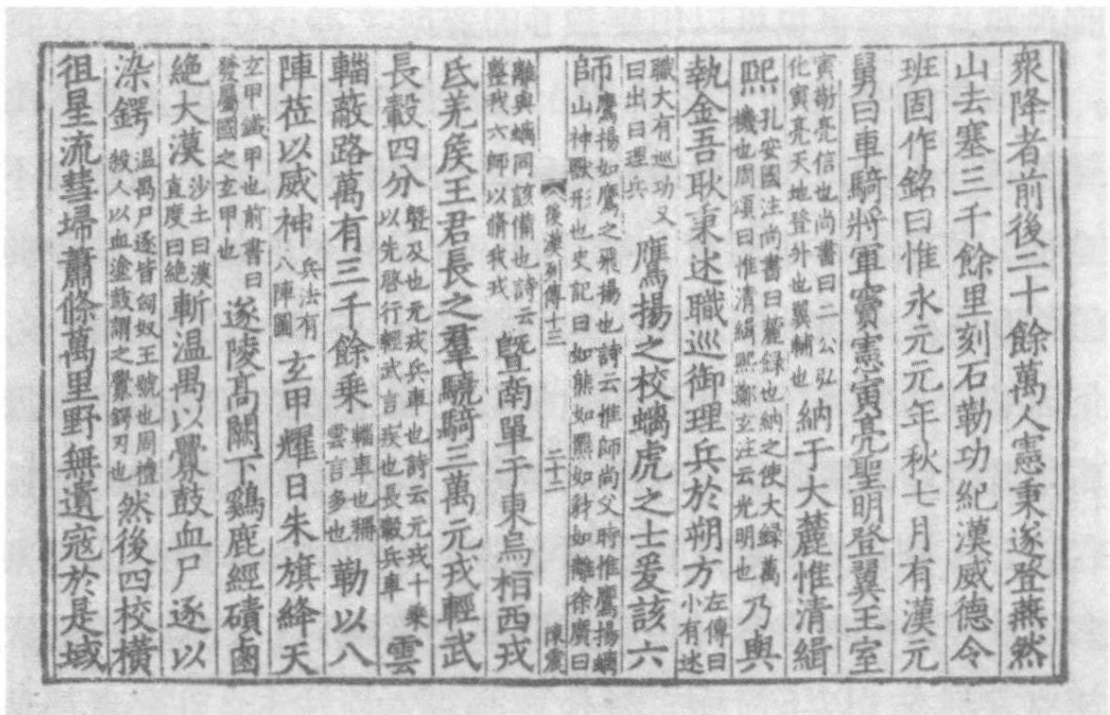 衆降者前後二十餘萬人憲秉遂登燕然
山去塞三千餘里刻石勒功紀漢威德令
班固作銘曰惟永元元年秋七月有漢元
舅曰車騎將軍竇憲寅亮聖明登翼王室
寅敬亮信也尚書曰二公弘化寅亮天地登升也翼輔也納于大麓惟清緝
熙孔安國注尚書曰麓録也納之使大録萬機也周頌曰惟清緝熙鄭玄注云光明也乃與
執金吾耿秉述職巡御理兵於朔方左傳曰小有述
職大有巡功又曰出曰理兵鷹揚之校螭虎之士爰該六
師鷹揚如鷹之飛揚也詩云惟師尚父時惟鷹揚螭山神獸形也史記曰如熊如羆如豺如離徐廣曰
後漢列傳十三 二十二 陳震
離與螭同該備也詩云整我六師以脩我戎曁南單于東烏桓西戎
氐羌侯王君長之羣驍騎三萬元戎輕武
長轂四分曁及也元戎兵車也詩云元戎十乗以先啓行輕武言疾也長轂兵車雲
輜蔽路萬有三千餘乗輜車也稱雲言多也勒以八
陣莅以威神兵法有八陣圖玄甲耀日朱旗絳天
玄甲鐵甲也前書曰發屬國之玄甲也遂陵髙闕下鷄鹿經磧鹵
絶大漠沙土曰漠直度曰絶斬温禺以釁鼓血尸逐以
染鍔温禺尸逐皆匈奴王號也周禮殺人以血塗鼓謂之釁鍔刃也然後四校横
徂星流彗埽蕭條萬里野無遺寇於是域